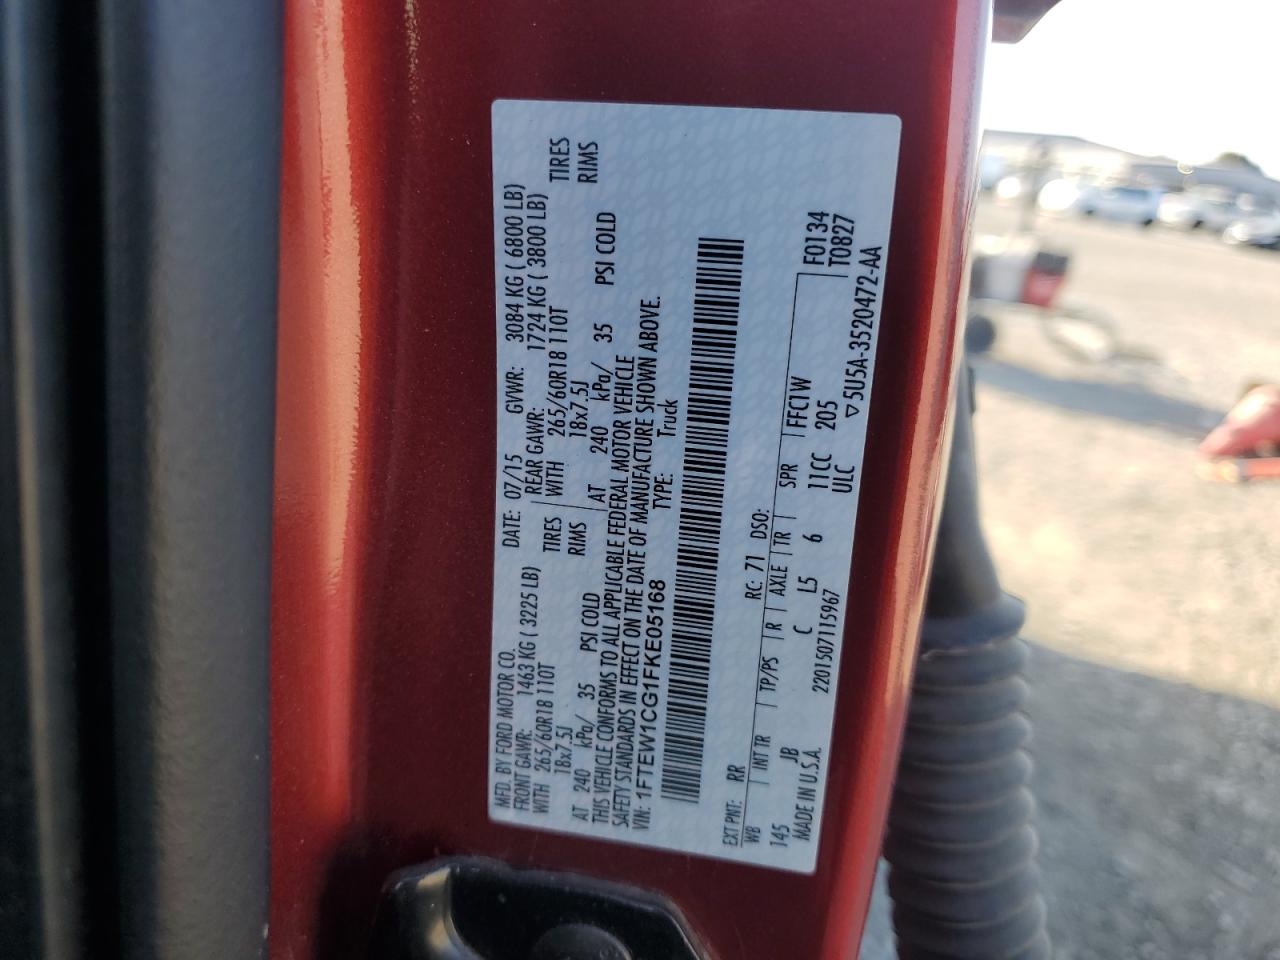 MFD. BY FORD MOTOR CO.
DATE: 07/15 GVWR: 3084 KG ( 6800 LB)
FRONT GAWR: 1463 KG ( 3225 LB) REAR GAWR: 1724 KG ( 3800 LB)
WITH 265/60R18 110T TIRES WITH 265/60R18 110T TIRES
18x7.5J RIMS 18x7.5J RIMS
AT 240 kPa/ 35 PSI COLD AT 240 kPa/ 35 PSI COLD
THIS VEHICLE CONFORMS TO ALL APPLICABLE FEDERAL MOTOR VEHICLE
SAFETY STANDARDS IN EFFECT ON THE DATE OF MANUFACTURE SHOWN ABOVE.
VIN: 1FTEW1CG1FKE05168 TYPE: Truck
EXT PNT: RR RC: 71 DSO:
WB INT TR TP/PS R AXLE TR SPR FFC1W F0134
145 JB C L5 6 11CC 205 T0827
MADE IN U.S.A. 2201507115967 ULC ▽5U5A-3520472-AA